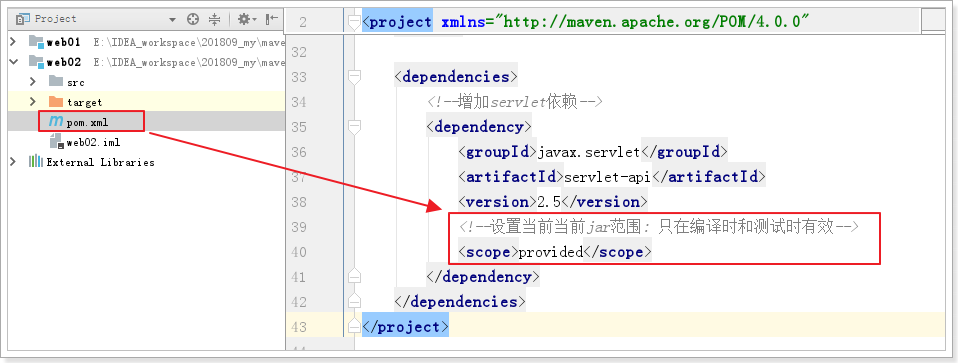 Project
web01 E:\IDEA_workspace\201809_my\mave
web02 E:\IDEA_workspace\201809_my\mave
src
target
pom.xml
web02.iml
External Libraries
2 <project xmlns="http://maven.apache.org/POM/4.0.0"
32
33 <dependencies>
34 <!--增加servlet依赖-->
35 <dependency>
36 <groupId>javax.servlet</groupId>
37 <artifactId>servlet-api</artifactId>
38 <version>2.5</version>
39 <!--设置当前当前jar范围: 只在编译时和测试时有效-->
40 <scope>provided</scope>
41 </dependency>
42 </dependencies>
43 </project>
44